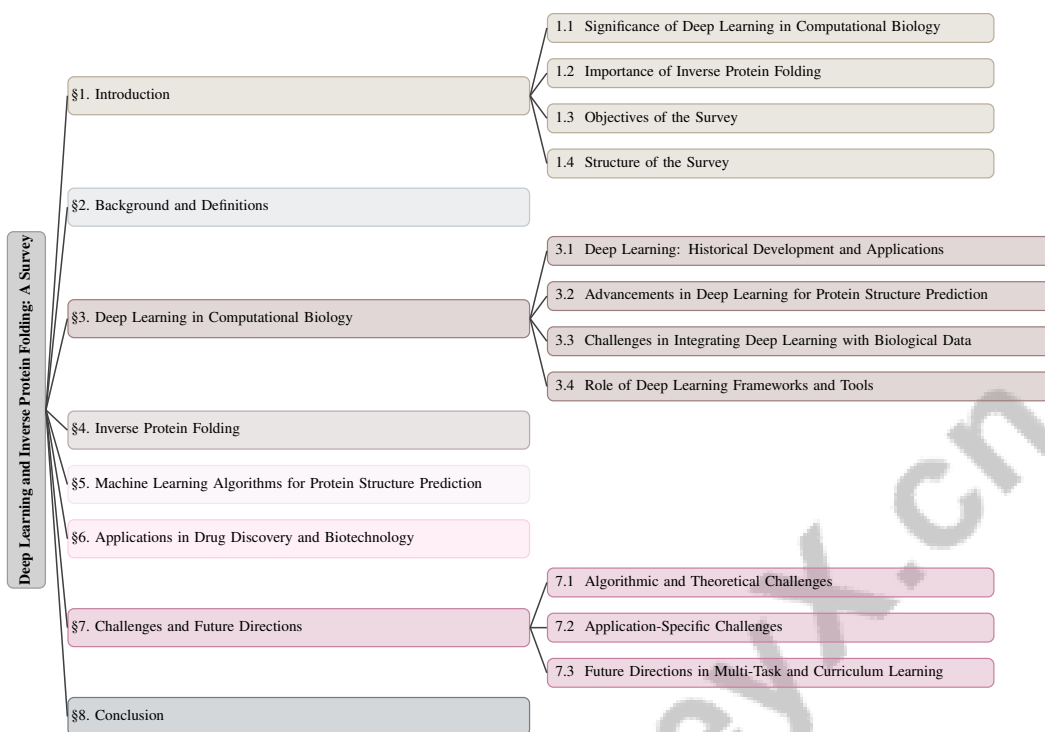 Deep Learning and Inverse Protein Folding: A Survey
§1. Introduction
1.1 Significance of Deep Learning in Computational Biology
1.2 Importance of Inverse Protein Folding
1.3 Objectives of the Survey
1.4 Structure of the Survey
§2. Background and Definitions
§3. Deep Learning in Computational Biology
3.1 Deep Learning: Historical Development and Applications
3.2 Advancements in Deep Learning for Protein Structure Prediction
3.3 Challenges in Integrating Deep Learning with Biological Data
3.4 Role of Deep Learning Frameworks and Tools
§4. Inverse Protein Folding
§5. Machine Learning Algorithms for Protein Structure Prediction
§6. Applications in Drug Discovery and Biotechnology
§7. Challenges and Future Directions
7.1 Algorithmic and Theoretical Challenges
7.2 Application-Specific Challenges
7.3 Future Directions in Multi-Task and Curriculum Learning
§8. Conclusion
eyx.cn